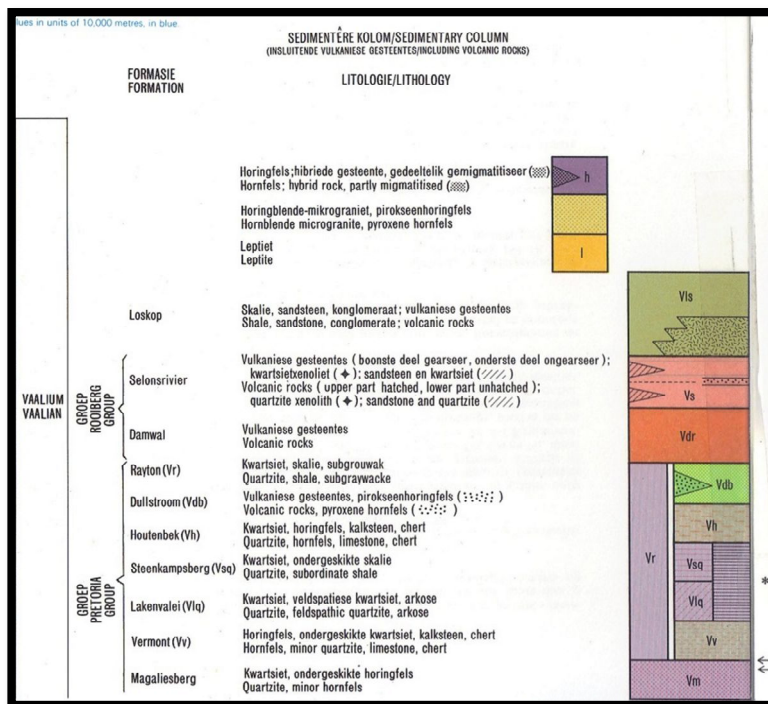 lues in units of 10,000 metres, in blue.
SEDIMENTÊRE KOLOM/SEDIMENTARY COLUMN
(INSLUITENDE VULKANIESE GESTEENTES/INCLUDING VOLCANIC ROCKS)
FORMASIE
FORMATION
LITOLOGIE/LITHOLOGY
Horingfels; hibriede gesteente, gedeeltelik gemigmatitiseer ( )
Hornfels; hybrid rock, partly migmatitised ( )
h
Horingblende-mikrograniet, pirokseenhoringfels
Hornblende microgranite, pyroxene hornfels
Leptiet
Leptite
l
Loskop
Skalie, sandsteen, konglomeraat; vulkaniese gesteentes
Shale, sandstone, conglomerate; volcanic rocks
Vls
VAALIUM
VAALIAN
GROEP
ROOIBERG
GROUP
Selonsrivier
Vulkaniese gesteentes (boonste deel gearseer, onderste deel ongearseer);
kwartsietxenoliet ( ); sandsteen en kwartsiet ( )
Volcanic rocks (upper part hatched, lower part unhatched);
quartzite xenolith ( ); sandstone and quartzite ( )
Vs
Damwal
Vulkaniese gesteentes
Volcanic rocks
Vdr
GROEP
PRETORIA
GROUP
Rayton (Vr)
Kwartsiet, skalie, subgrouwak
Quartzite, shale, subgraywacke
Vr
Dullstroom (Vdb)
Vulkaniese gesteentes, pirokseenhoringfels ( )
Volcanic rocks, pyroxene hornfels ( )
Vdb
Houtenbek (Vh)
Kwartsiet, horingfels, kalksteen, chert
Quartzite, hornfels, limestone, chert
Vh
Steenkampsberg (Vsq)
Kwartsiet, ondergeskikte skalie
Quartzite, subordinate shale
Vsq
*
Lakenvalei (Vlq)
Kwartsiet, veldspatiese kwartsiet, arkose
Quartzite, feldspathic quartzite, arkose
Vlq
Vermont (Vv)
Horingfels, ondergeskikte kwartsiet, kalksteen, chert
Hornfels, minor quartzite, limestone, chert
Vv
Magaliesberg
Kwartsiet, ondergeskikte horingfels
Quartzite, minor hornfels
Vm